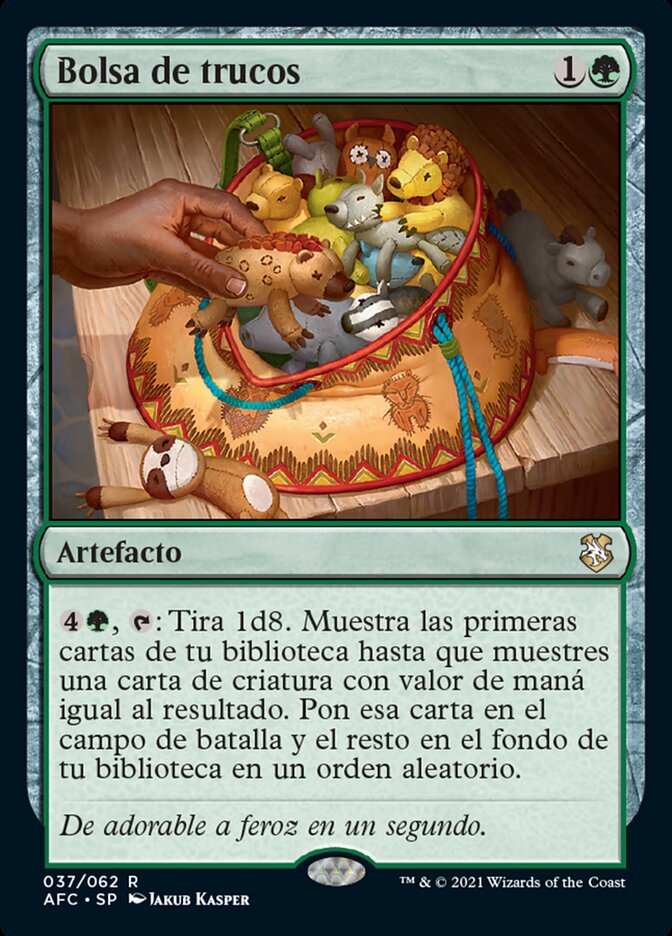 Bolsa de trucos 1
Artefacto
4, : Tira 1d8. Muestra las primeras
cartas de tu biblioteca hasta que muestres
una carta de criatura con valor de maná
igual al resultado. Pon esa carta en el
campo de batalla y el resto en el fondo de
tu biblioteca en un orden aleatorio.
De adorable a feroz en un segundo.
037/062 R
AFC • SP Jakub Kasper
™ & © 2021 Wizards of the Coast